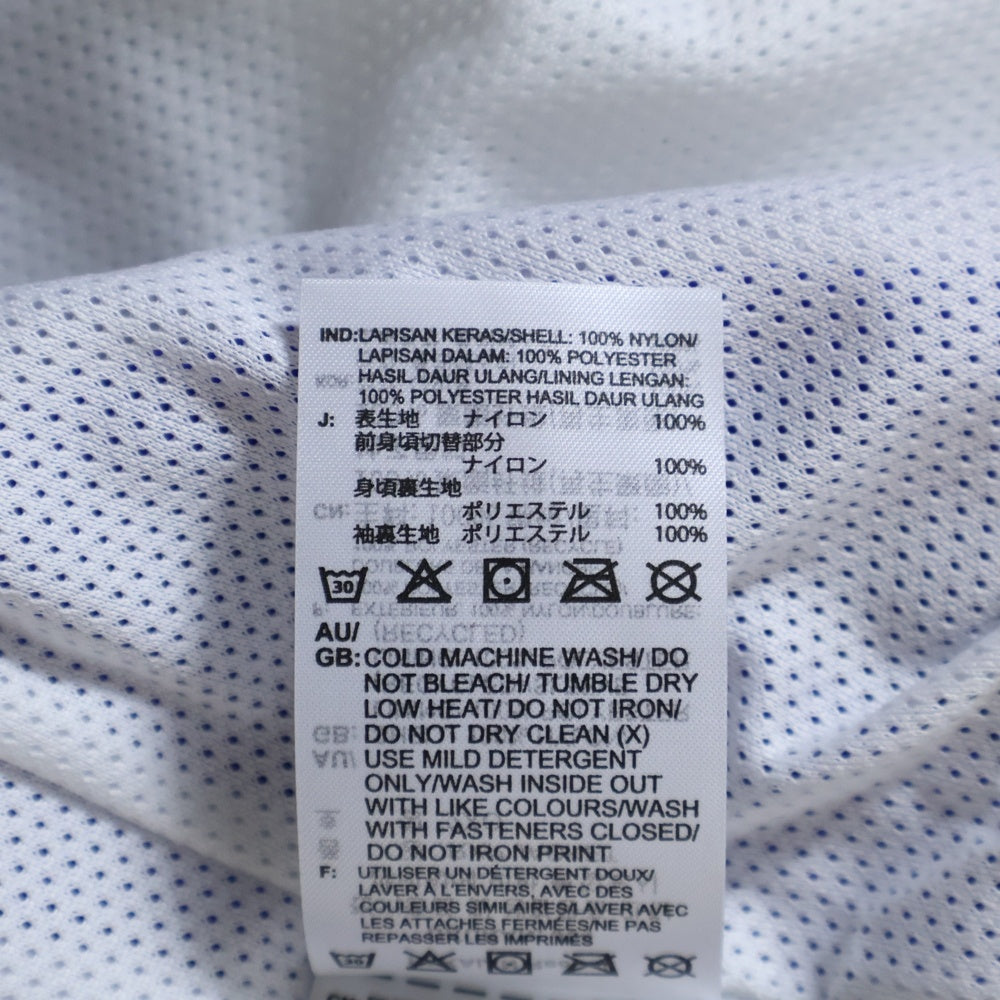 IND:LAPISAN KERAS/SHELL: 100% NYLON/
LAPISAN DALAM: 100% POLYESTER
HASIL DAUR ULANG/LINING LENGAN:
100% POLYESTER HASIL DAUR ULANG
J: 表生地 ナイロン 100%
前身頃切替部分
ナイロン 100%
身頃裏生地
ポリエステル 100%
袖裏生地 ポリエステル 100%
30
AU/
GB: COLD MACHINE WASH/ DO
NOT BLEACH/ TUMBLE DRY
LOW HEAT/ DO NOT IRON/
DO NOT DRY CLEAN (X)
USE MILD DETERGENT
ONLY/WASH INSIDE OUT
WITH LIKE COLOURS/WASH
WITH FASTENERS CLOSED/
DO NOT IRON PRINT
F: UTILISER UN DÉTERGENT DOUX/
LAVER À L'ENVERS, AVEC DES
COULEURS SIMILAIRES/LAVER AVEC
LES ATTACHES FERMÉES/NE PAS
REPASSER LES IMPRIMÉS
30